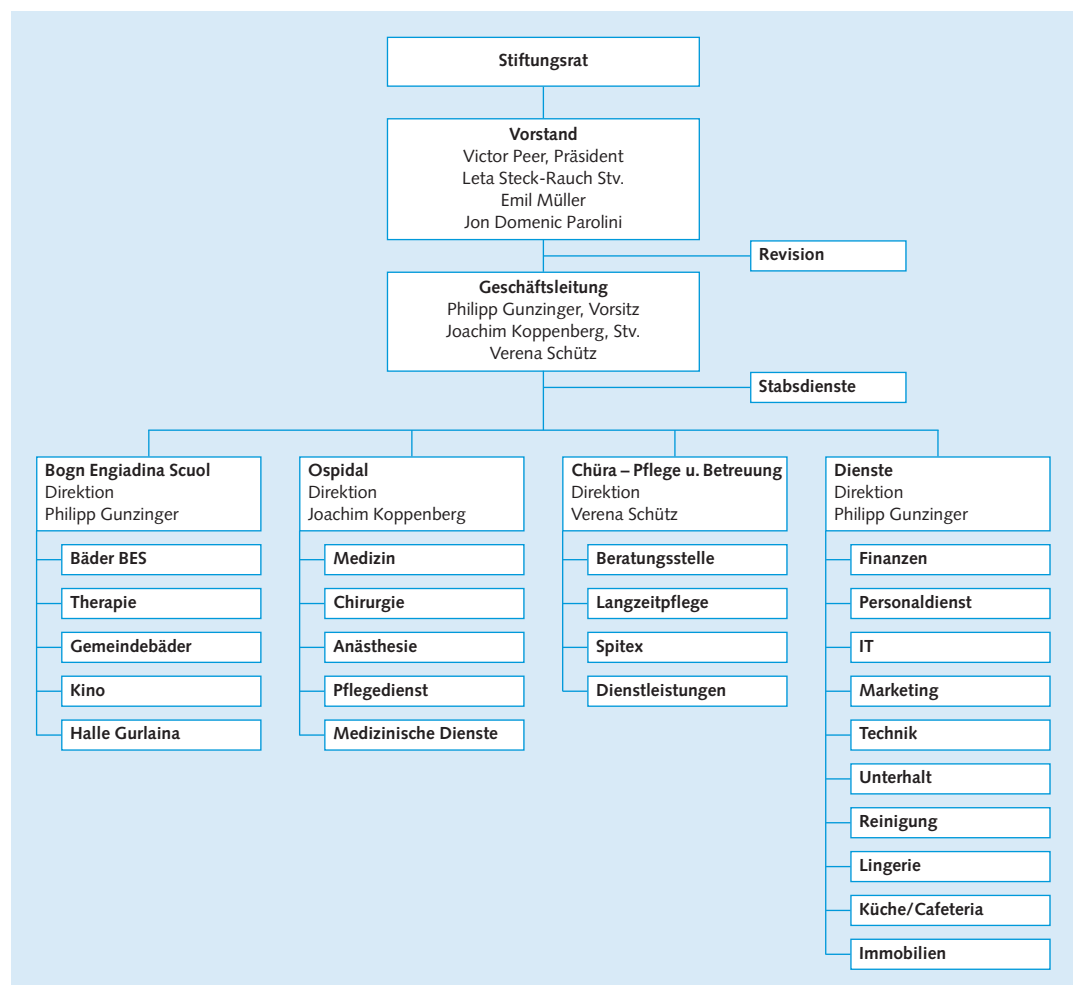 Stiftungsrat
Vorstand
Victor Peer, Präsident
Leta Steck-Rauch Stv.
Emil Müller
Jon Domenic Parolini
Revision
Geschäftsleitung
Philipp Gunzinger, Vorsitz
Joachim Koppenberg, Stv.
Verena Schütz
Stabsdienste
Bogn Engiadina Scuol
Direktion
Philipp Gunzinger
Bäder BES
Therapie
Gemeindebäder
Kino
Halle Gurlaina
Ospidal
Direktion
Joachim Koppenberg
Medizin
Chirurgie
Anästhesie
Pflegedienst
Medizinische Dienste
Chüra – Pflege u. Betreuung
Direktion
Verena Schütz
Beratungsstelle
Langzeitpflege
Spitex
Dienstleistungen
Dienste
Direktion
Philipp Gunzinger
Finanzen
Personaldienst
IT
Marketing
Technik
Unterhalt
Reinigung
Lingerie
Küche/Cafeteria
Immobilien